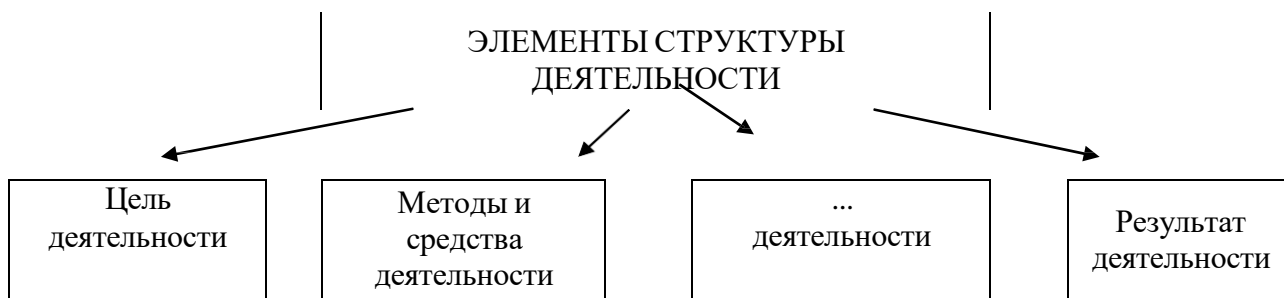 ЭЛЕМЕНТЫ СТРУКТУРЫ
ДЕЯТЕЛЬНОСТИ
Цель
деятельности
Методы и
средства
деятельности
...
деятельности
Результат
деятельности